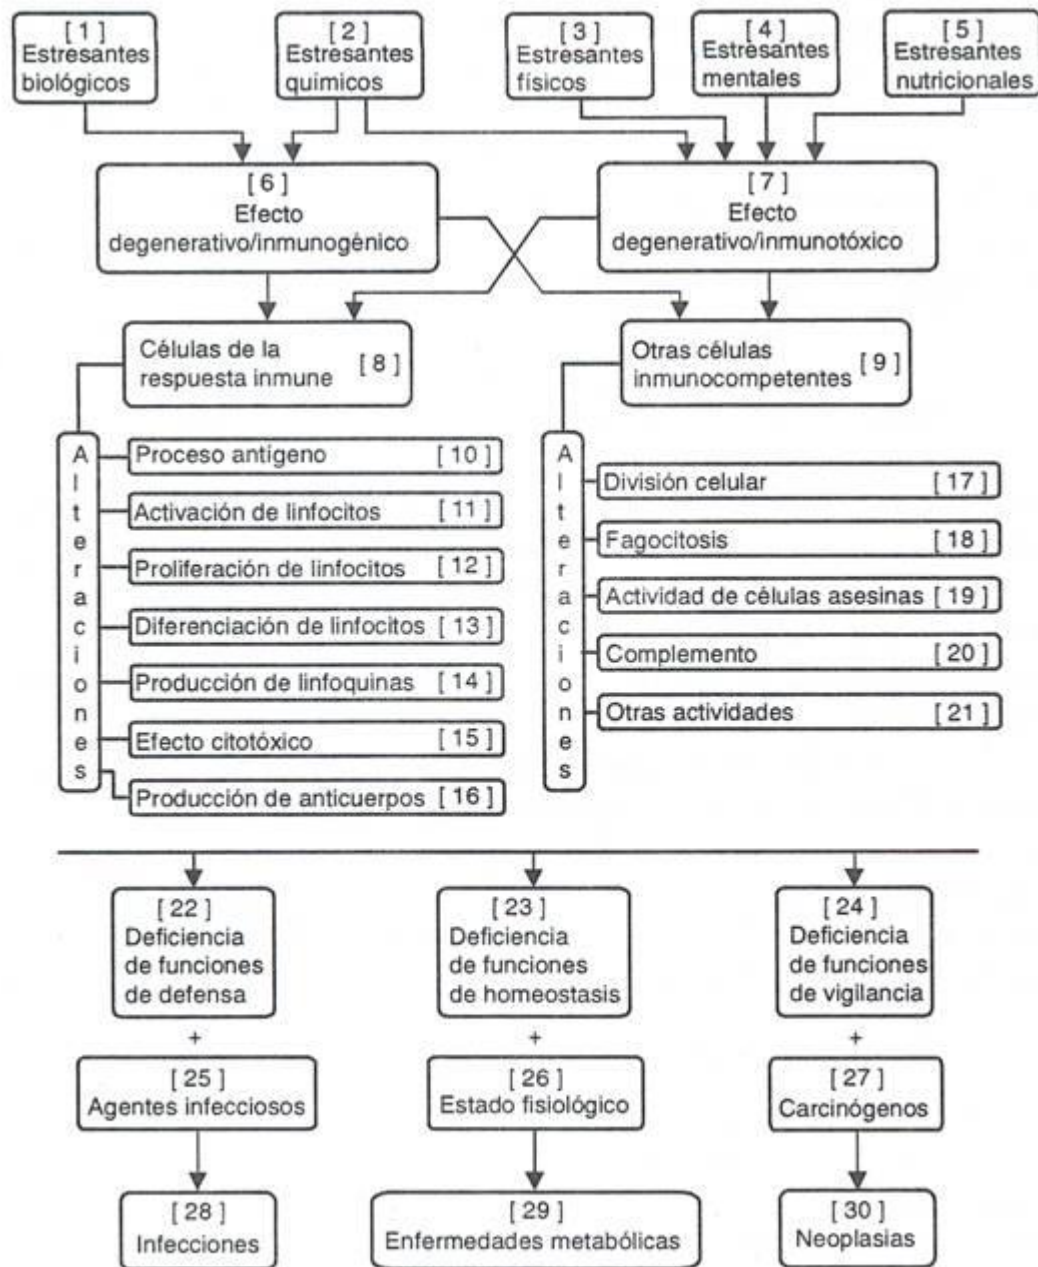 [ 1 ]
Estresantes
biológicos
[ 2 ]
Estresantes
químicos
[ 3 ]
Estresantes
físicos
[ 4 ]
Estresantes
mentales
[ 5 ]
Estresantes
nutricionales
[ 6 ]
Efecto
degenerativo/inmunogénico
[ 7 ]
Efecto
degenerativo/inmunotóxico
Células de la
respuesta inmune [ 8 ]
Otras células
inmunocompetentes [ 9 ]
Alteraciones
Proceso antígeno [ 10 ]
Activación de linfocitos [ 11 ]
Proliferación de linfocitos [ 12 ]
Diferenciación de linfocitos [ 13 ]
Producción de linfoquinas [ 14 ]
Efecto citotóxico [ 15 ]
Producción de anticuerpos [ 16 ]
Alteraciones
División celular [ 17 ]
Fagocitosis [ 18 ]
Actividad de células asesinas [ 19 ]
Complemento [ 20 ]
Otras actividades [ 21 ]
[ 22 ]
Deficiencia
de funciones
de defensa
[ 23 ]
Deficiencia
de funciones
de homeostasis
[ 24 ]
Deficiencia
de funciones
de vigilancia
+
+
+
[ 25 ]
Agentes infecciosos
[ 26 ]
Estado fisiológico
[ 27 ]
Carcinógenos
[ 28 ]
Infecciones
[ 29 ]
Enfermedades metabólicas
[ 30 ]
Neoplasias